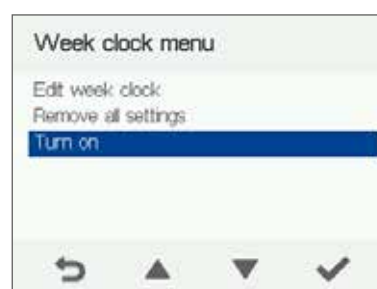 Week clock menu
Edit week clock
Remove all settings
Turn on